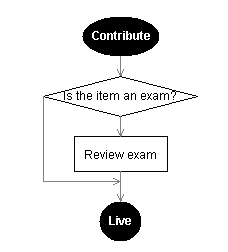 Contribute
Is the item an exam?
Review exam
Live